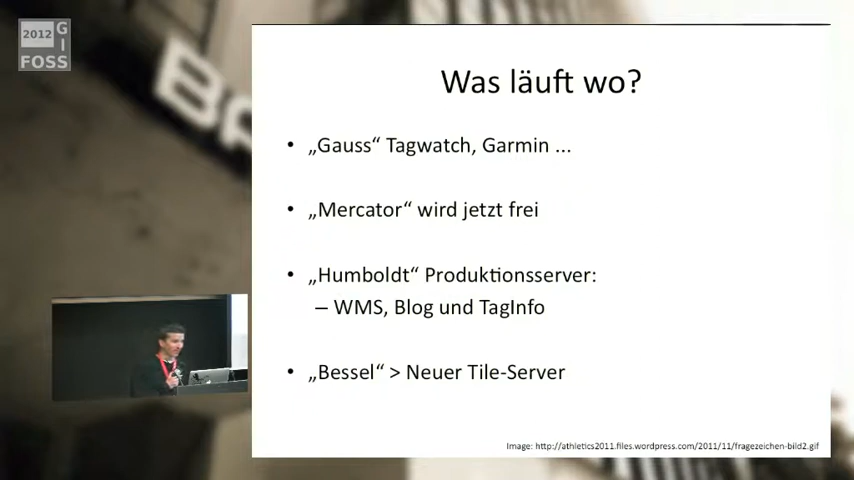 2012 G
I
FOSS
BA
Was läuft wo?
• „Gauss“ Tagwatch, Garmin ...
• „Mercator“ wird jetzt frei
• „Humboldt“ Produktionsserver:
– WMS, Blog und TagInfo
• „Bessel“ > Neuer Tile-Server
Image: http://athletics2011.files.wordpress.com/2011/11/fragezeichen-bild2.gif